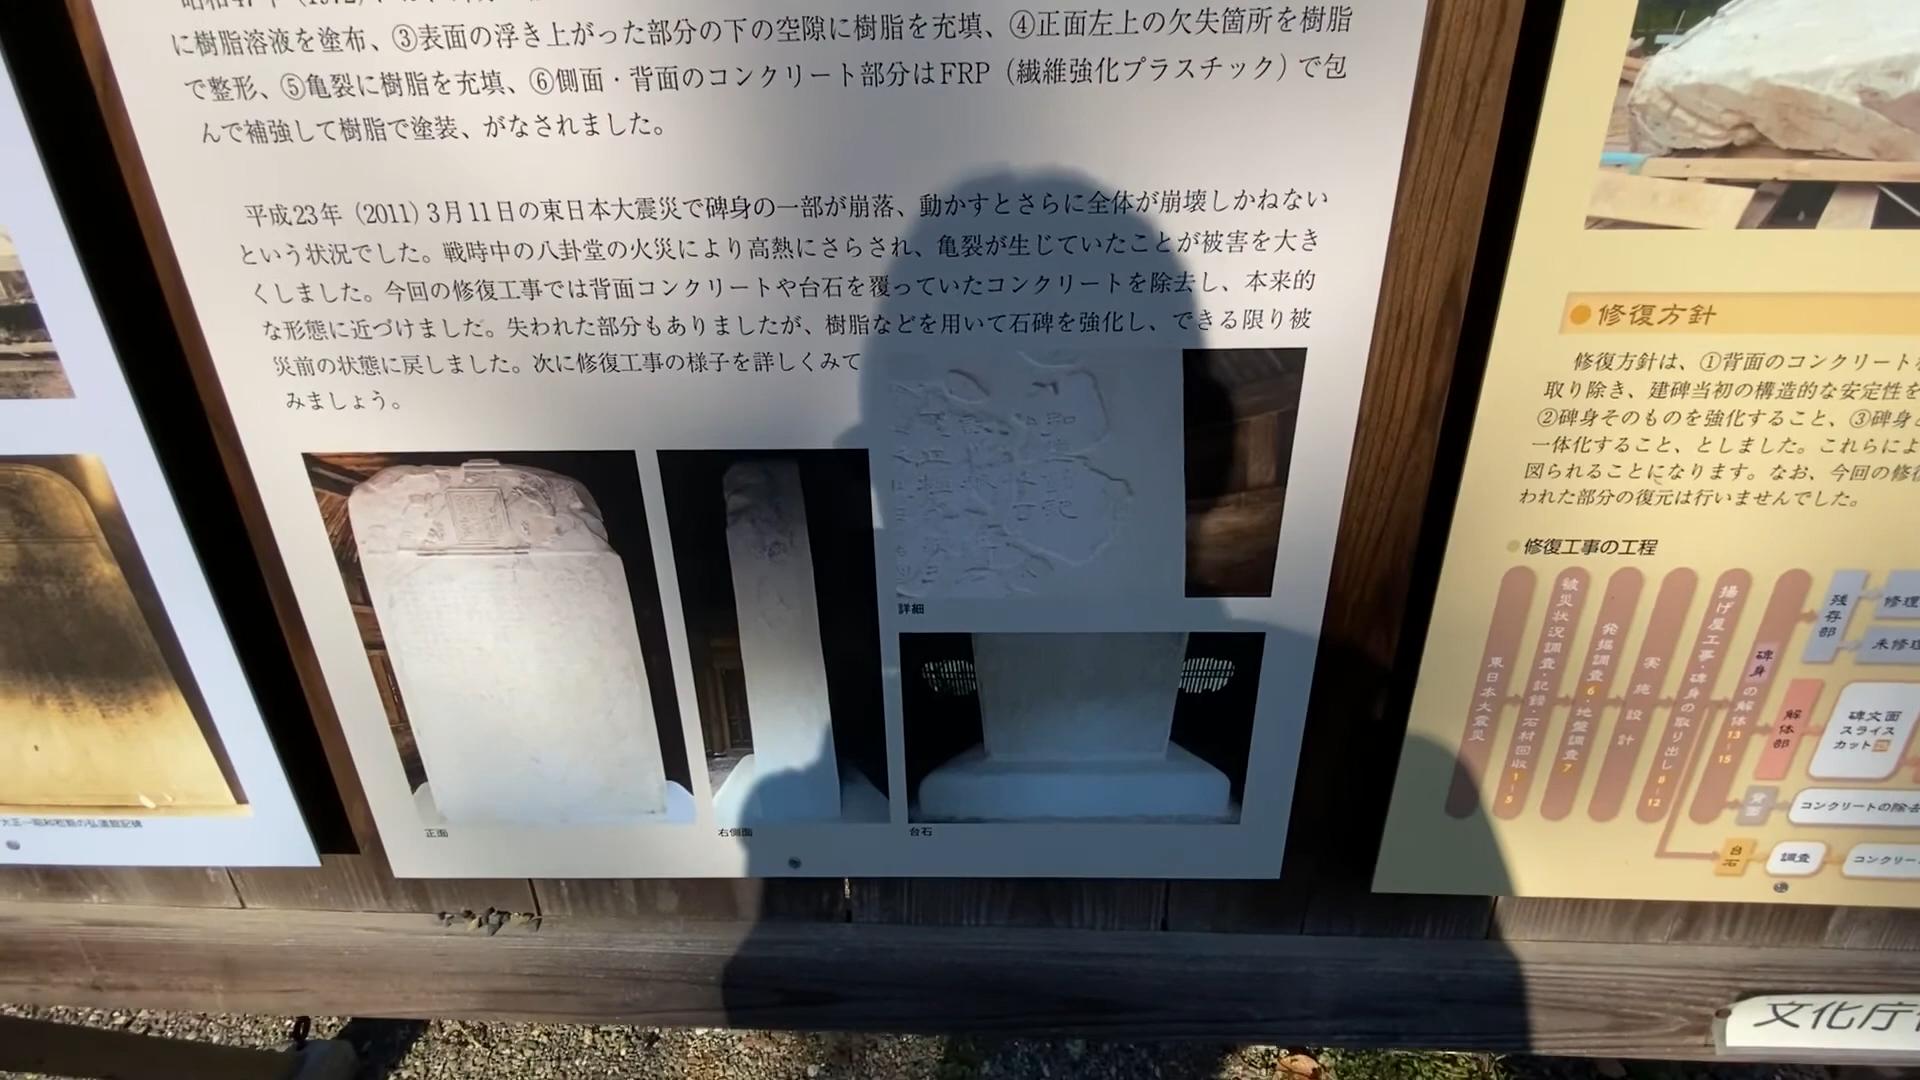 に樹脂溶液を塗布、③表面の浮き上がった部分の下の空隙に樹脂を充填、④正面左上の欠失箇所を樹脂
で整形、⑤亀裂に樹脂を充填、⑥側面・背面のコンクリート部分はFRP(繊維強化プラスチック)で包
んで補強して樹脂で塗装、がなされました。
平成23年(2011)3月11日の東日本大震災で碑身の一部が崩落、動かすとさらに全体が崩壊しかねない
という状況でした。戦時中の八卦堂の火災により高熱にさらされ、亀裂が生じていたことが被害を大き
くしました。今回の修復工事では背面コンクリートや台石を覆っていたコンクリートを除去し、本来的
な形態に近づけました。失われた部分もありましたが、樹脂などを用いて石碑を強化し、できる限り被
災前の状態に戻しました。次に修復工事の様子を詳しくみて
みましょう。
詳細
正面
右側面
台石
修復方針
修復方針は、①背面のコンクリート
取り除き、建碑当初の構造的な安定性を
②碑身そのものを強化すること、③碑身
一体化すること、としました。これらによ
図られることになります。なお、今回の修復
われた部分の復元は行いませんでした。
修復工事の工程
東日本大震災
被災状況調査・記録・石材回収1-5
発掘調査6・地盤調査7
実施設計
揚げ屋工事・碑身の取り出し8-12
碑身の解体13-15
残存部
修理
未修理
解体部
碑文面
スライス
カット
背面
コンクリートの除去
台石
調査
コンクリー
文化庁